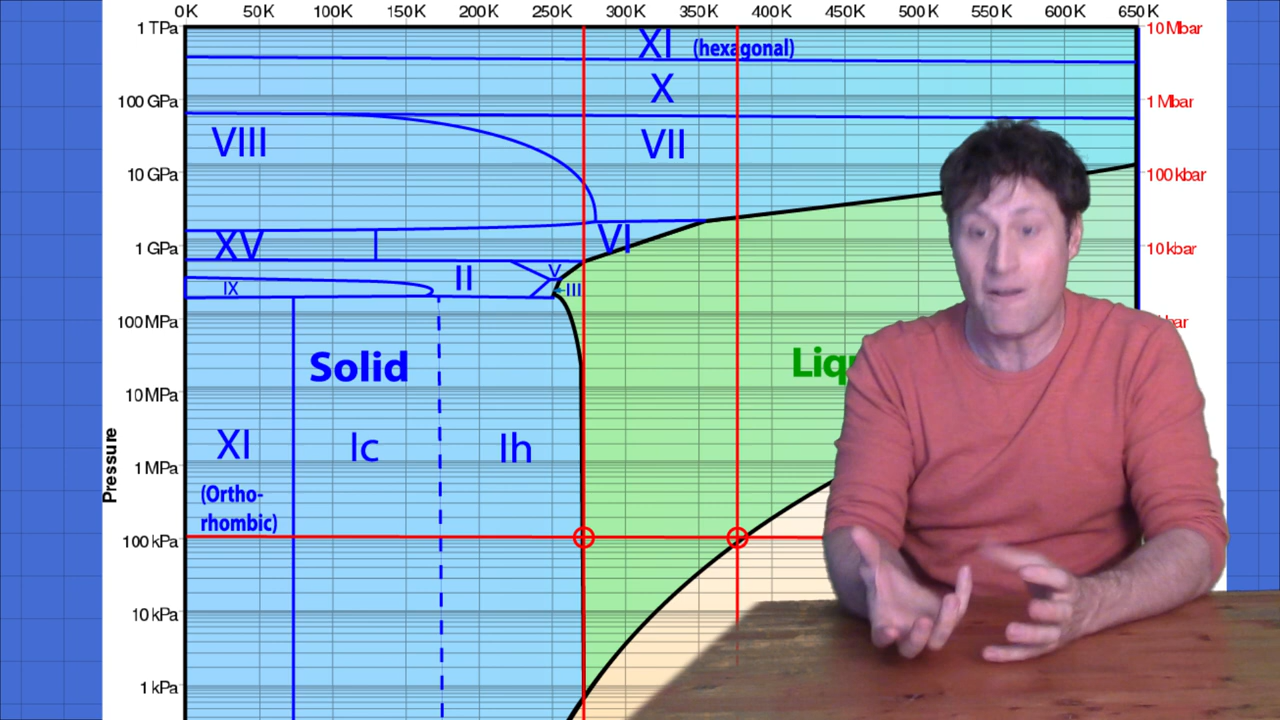 0K 50K 100K 150K 200K 250K 300K 350K 400K 450K 500K 550K 600K 650K
1 TPa
10 Mbar
XI (hexagonal)
X
100 GPa
1 Mbar
VIII
VII
10 GPa
100 kbar
XV
VI
1 GPa
10 kbar
II
V
IX
III
100 MPa
bar
Solid
Liq
10 MPa
XI
Ic
Ih
Pressure
1 MPa
(Ortho-
rhombic)
100 kPa
10 kPa
1 kPa